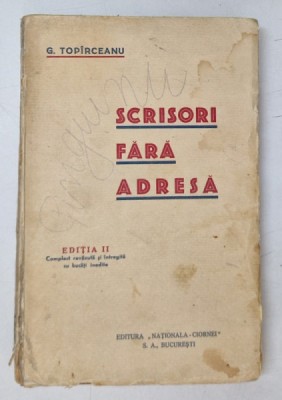 G. TOPÎRCEANU
SCRISORI
FĂRĂ
ADRESĂ
EDIȚIA II
Complect revăzută și întregită
cu bucăți inedite
EDITURA „NAȚIONALA-CIORNEI"
S. A., BUCUREȘTI